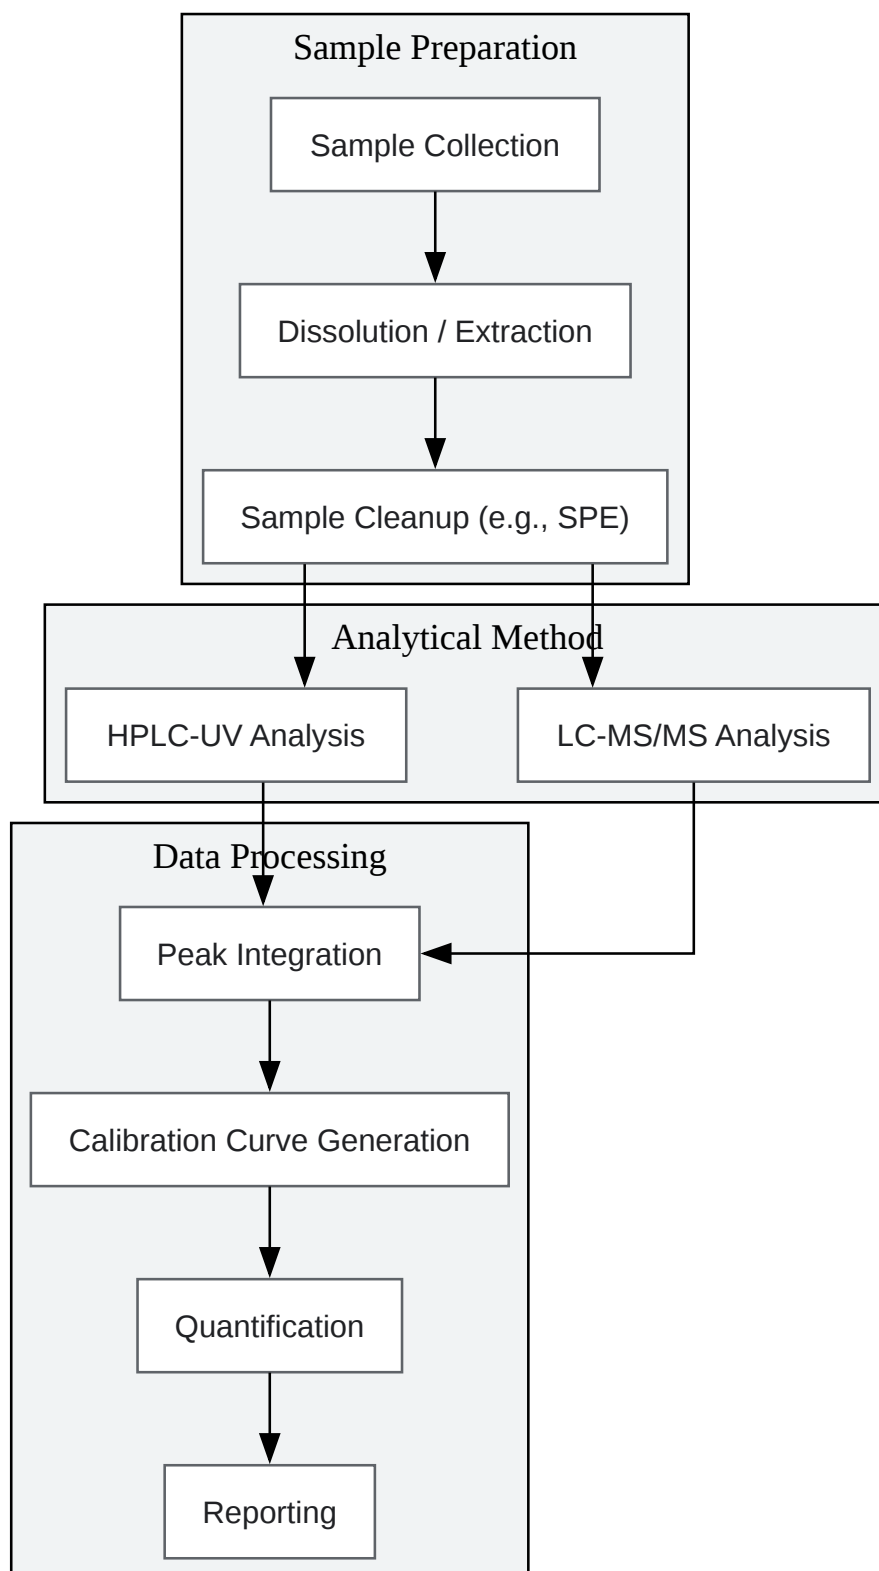 Sample Preparation
Sample Collection
Dissolution / Extraction
Sample Cleanup (e.g., SPE)
Analytical Method
HPLC-UV Analysis
LC-MS/MS Analysis
Data Processing
Peak Integration
Calibration Curve Generation
Quantification
Reporting